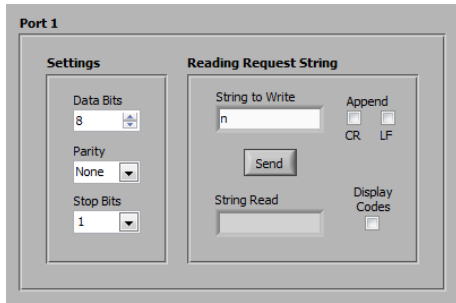 Port 1
Settings
Data Bits
8
Parity
None
Stop Bits
1
Reading Request String
String to Write
n
Append
CR LF
Send
String Read
Display
Codes